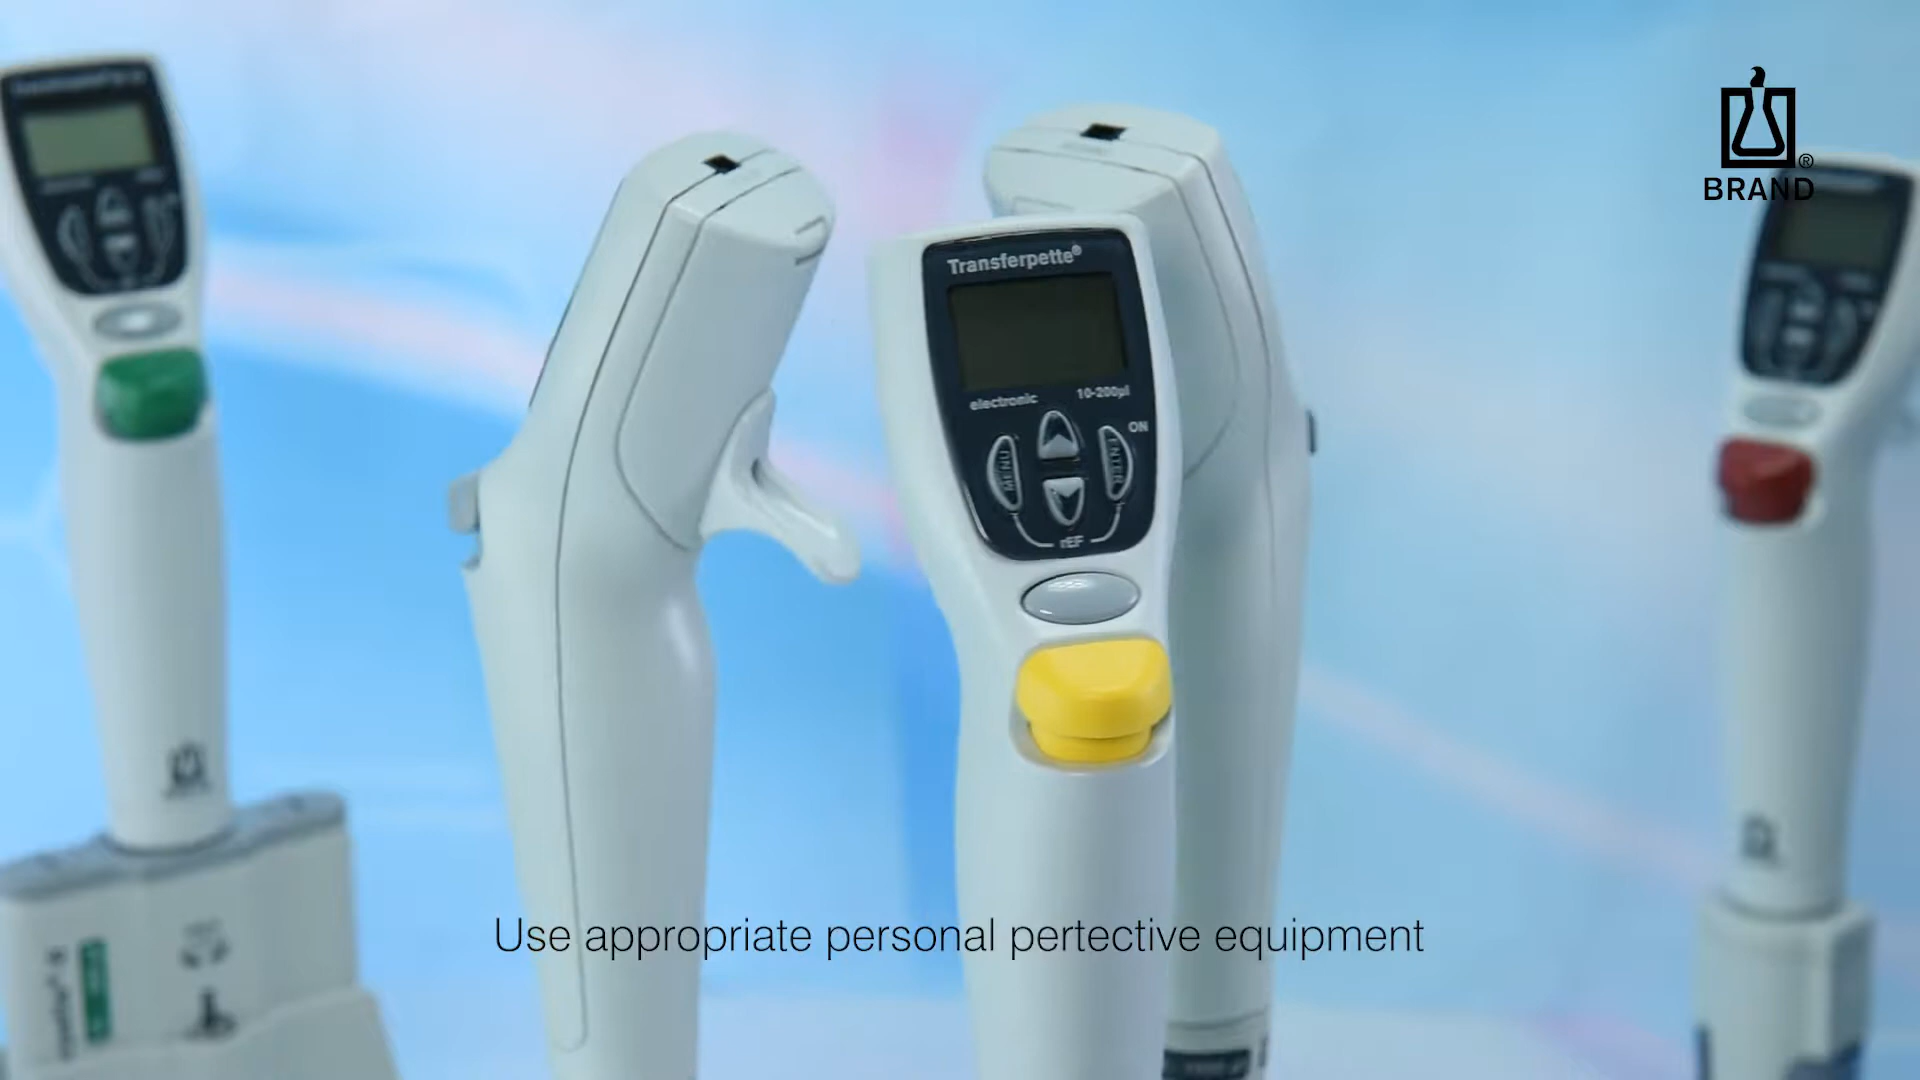 BRAND
Transferpette®
electronic 10-200µl
ON
MENU ENTER
rEF
Use appropriate personal pertective equipment